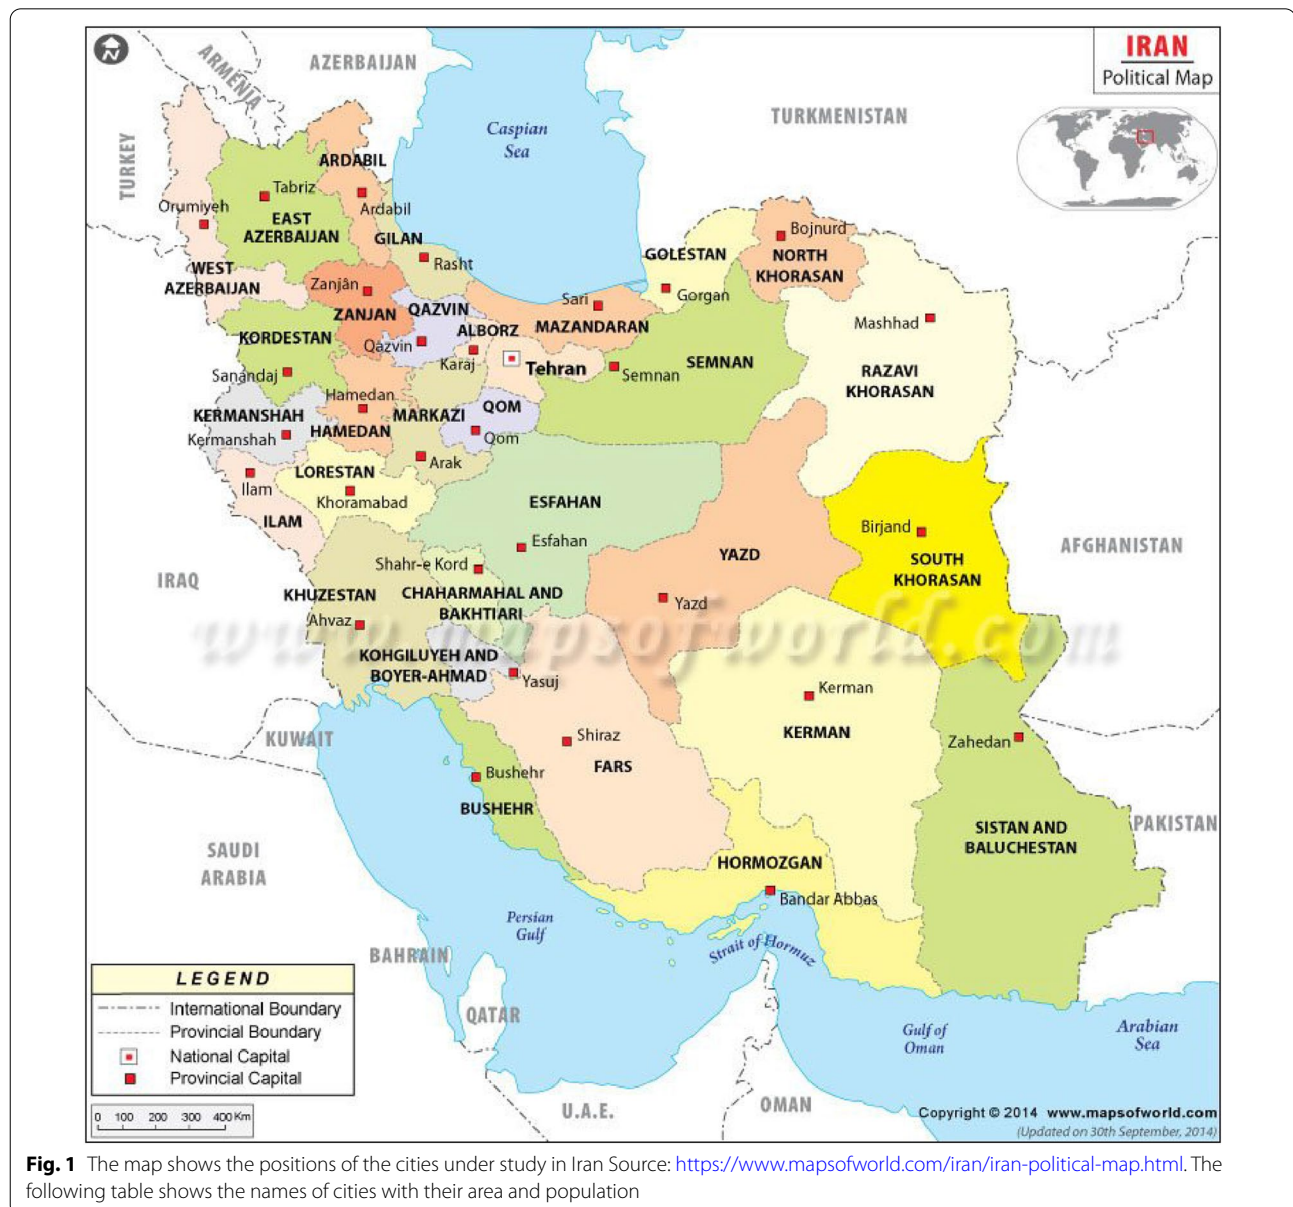 IRAN
Political Map
N
ARMENIA
AZERBAIJAN
TURKMENISTAN
TURKEY
Caspian
Sea
ARDABIL
Tabriz
Ardabil
Orumiyeh
EAST
AZERBAIJAN
GILAN
Rasht
WEST
AZERBAIJAN
Zanjân
ZANJAN
QAZVIN
Qazvin
ALBORZ
Karaj
Tehran
Sari
MAZANDARAN
GOLESTAN
Gorgan
Bojnurd
NORTH
KHORASAN
Mashhad
RAZAVI
KHORASAN
SEMNAN
Semnan
KORDESTAN
Sanandaj
Hamedan
HAMEDAN
KERMANSHAH
Kermanshah
MARKAZI
Arak
QOM
Qom
LORESTAN
Khoramabad
Ilam
ILAM
ESFAHAN
Esfahan
YAZD
Yazd
Birjand
SOUTH
KHORASAN
AFGHANISTAN
IRAQ
Shahr-e Kord
CHAHARMAHAL AND
BAKHTIARI
KHUZESTAN
Ahvaz
www.mapsofworld.com
KOHGILUYEH AND
BOYER-AHMAD
Yasuj
Kerman
KERMAN
Zahedan
KUWAIT
Shiraz
FARS
Bushehr
BUSHEHR
SISTAN AND
BALUCHESTAN
PAKISTAN
SAUDI
ARABIA
HORMOZGAN
Bandar Abbas
Persian
Gulf
Strait of Hormuz
BAHRAIN
QATAR
Gulf of
Oman
Arabian
Sea
U.A.E.
OMAN
LEGEND
International Boundary
Provincial Boundary
National Capital
Provincial Capital
0 100 200 300 400 Km
Copyright © 2014 www.mapsofworld.com
(Updated on 30th September, 2014)
Fig. 1 The map shows the positions of the cities under study in Iran Source: https://www.mapsofworld.com/iran/iran-political-map.html. The
following table shows the names of cities with their area and population